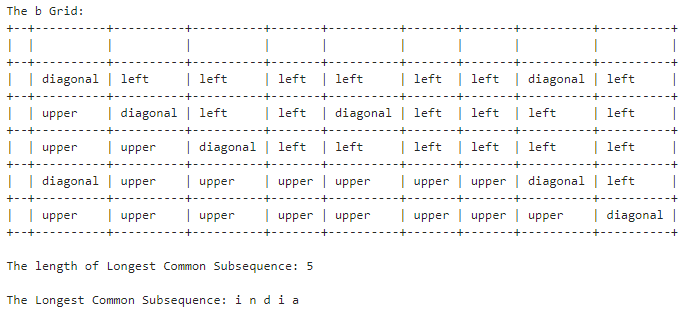 The b Grid:
+--+----------+----------+----------+-------+----------+-------+-------+----------+----------+
| | | | | | | | | | |
+--+----------+----------+----------+-------+----------+-------+-------+----------+----------+
| | diagonal | left | left | left | left | left | left | diagonal | left |
+--+----------+----------+----------+-------+----------+-------+-------+----------+----------+
| | upper | diagonal | left | left | diagonal | left | left | left | left |
+--+----------+----------+----------+-------+----------+-------+-------+----------+----------+
| | upper | upper | diagonal | left | left | left | left | left | left |
+--+----------+----------+----------+-------+----------+-------+-------+----------+----------+
| | diagonal | upper | upper | upper | upper | upper | upper | diagonal | left |
+--+----------+----------+----------+-------+----------+-------+-------+----------+----------+
| | upper | upper | upper | upper | upper | upper | upper | upper | diagonal |
+--+----------+----------+----------+-------+----------+-------+-------+----------+----------+
The length of Longest Common Subsequence: 5
The Longest Common Subsequence: i n d i a